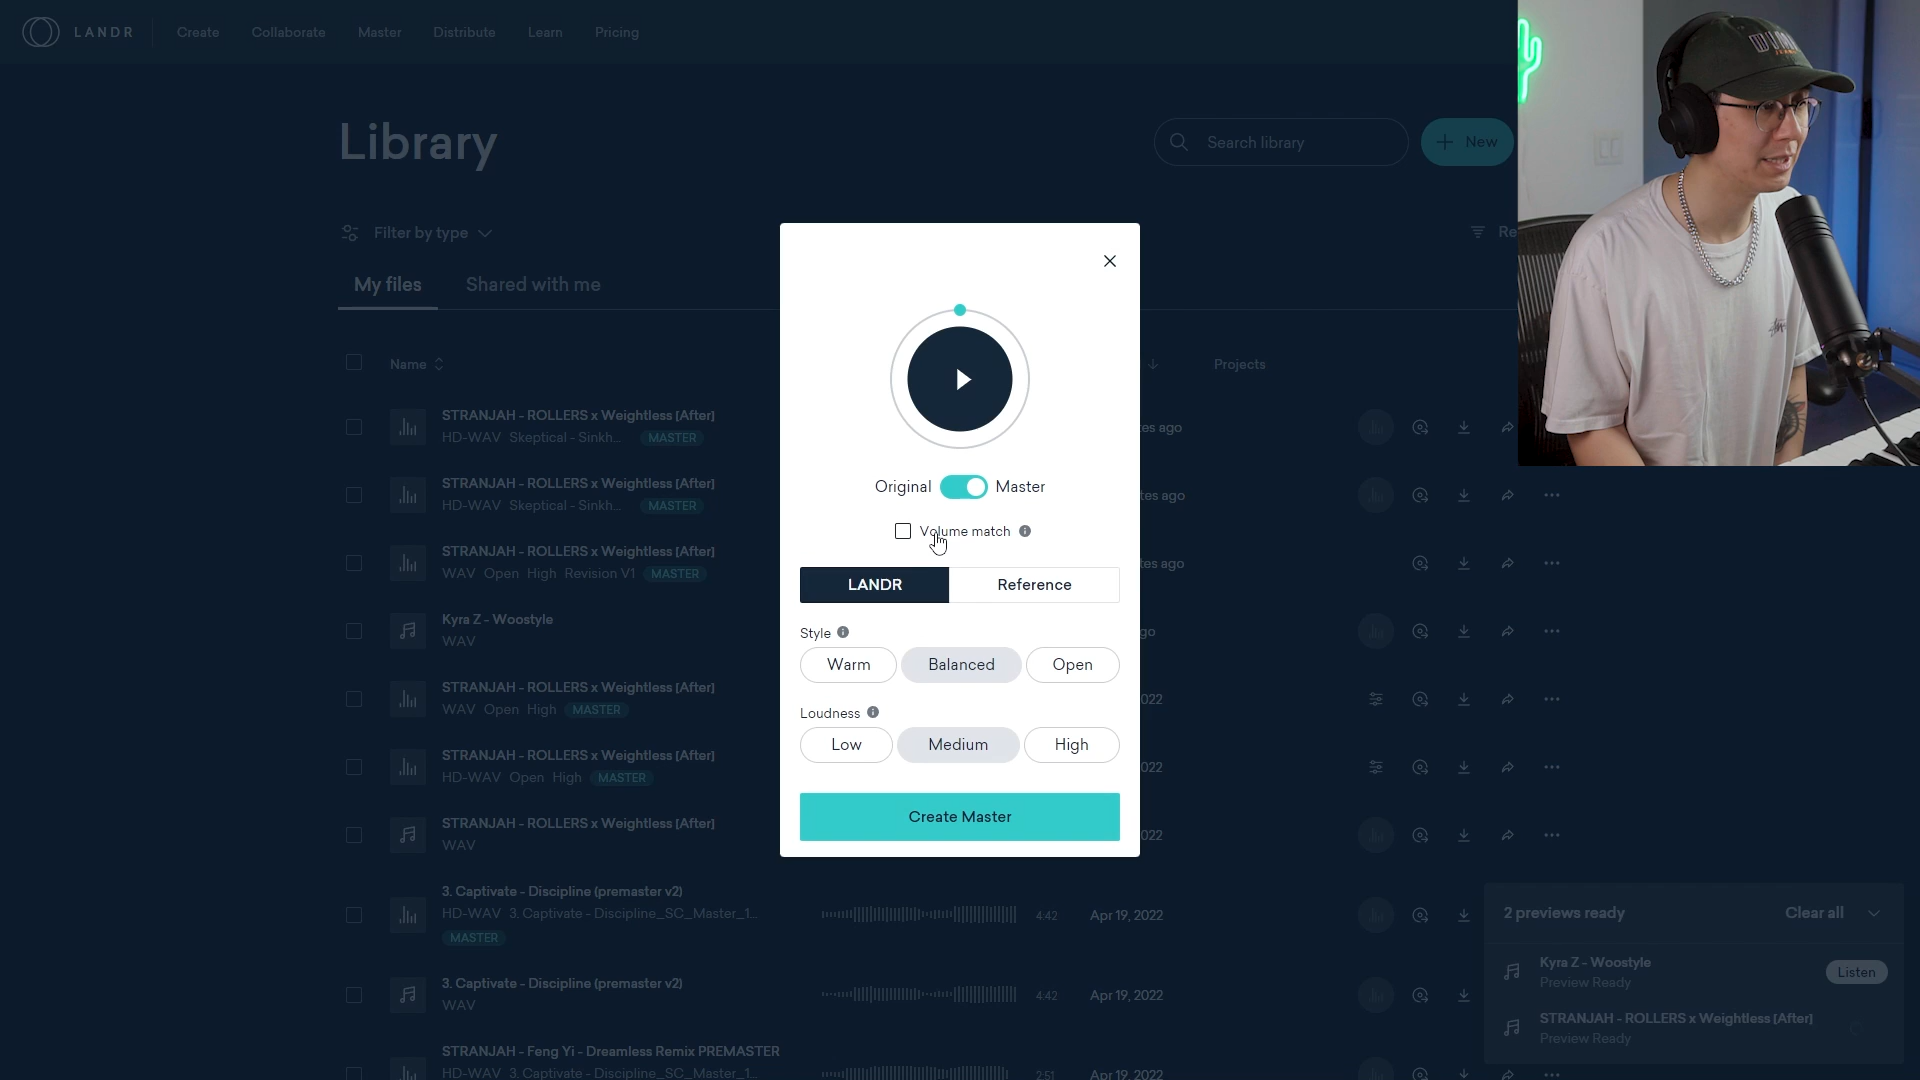 LANDR
Create
Collaborate
Master
Distribute
Learn
Pricing
Library
Search library
New
Filter by type
Re
My files
Shared with me
Name
Projects
STRANJAH - ROLLERS x Weightless [After]
HD-WAV Skeptical - Sinkh... MASTER
es ago
STRANJAH - ROLLERS x Weightless [After]
HD-WAV Skeptical - Sinkh... MASTER
tes ago
STRANJAH - ROLLERS x Weightless [After]
WAV Open High Revision V1 MASTER
tes ago
Kyra Z - Woostyle
WAV
go
STRANJAH - ROLLERS x Weightless [After]
WAV Open High MASTER
022
STRANJAH - ROLLERS x Weightless [After]
HD-WAV Open High MASTER
022
STRANJAH - ROLLERS x Weightless [After]
WAV
022
3. Captivate - Discipline (premaster v2)
HD-WAV 3. Captivate - Discipline_SC_Master_1...
MASTER
4:42
Apr 19, 2022
3. Captivate - Discipline (premaster v2)
WAV
4:42
Apr 19, 2022
STRANJAH - Feng Yi - Dreamless Remix PREMASTER
HD-WAV 3. Captivate - Discipline_SC_Master_1...
2:51
Apr 19, 2022
Original
Master
Volume match
LANDR
Reference
Style
Warm
Balanced
Open
Loudness
Low
Medium
High
Create Master
2 previews ready
Clear all
Kyra Z - Woostyle
Preview Ready
Listen
STRANJAH - ROLLERS x Weightless [After]
Preview Ready